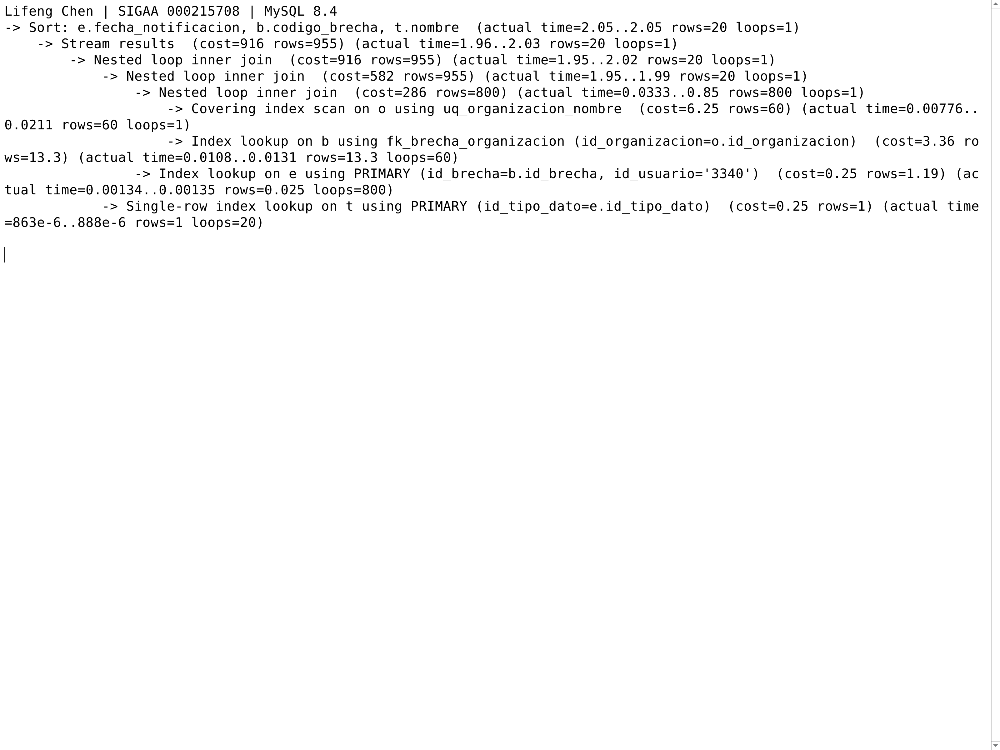 Lifeng Chen | SIGAA 000215708 | MySQL 8.4
-> Sort: e.fecha_notificacion, b.codigo_brecha, t.nombre  (actual time=2.05..2.05 rows=20 loops=1)
    -> Stream results  (cost=916 rows=955) (actual time=1.96..2.03 rows=20 loops=1)
        -> Nested loop inner join  (cost=916 rows=955) (actual time=1.95..2.02 rows=20 loops=1)
            -> Nested loop inner join  (cost=582 rows=955) (actual time=1.95..1.99 rows=20 loops=1)
                -> Nested loop inner join  (cost=286 rows=800) (actual time=0.0333..0.85 rows=800 loops=1)
                    -> Covering index scan on o using uq_organizacion_nombre  (cost=6.25 rows=60) (actual time=0.00776..
0.0211 rows=60 loops=1)
                    -> Index lookup on b using fk_brecha_organizacion (id_organizacion=o.id_organizacion)  (cost=3.36 ro
ws=13.3) (actual time=0.0108..0.0131 rows=13.3 loops=60)
                -> Index lookup on e using PRIMARY (id_brecha=b.id_brecha, id_usuario='3340')  (cost=0.25 rows=1.19) (ac
tual time=0.00134..0.00135 rows=0.025 loops=800)
            -> Single-row index lookup on t using PRIMARY (id_tipo_dato=e.id_tipo_dato)  (cost=0.25 rows=1) (actual time
=863e-6..888e-6 rows=1 loops=20)